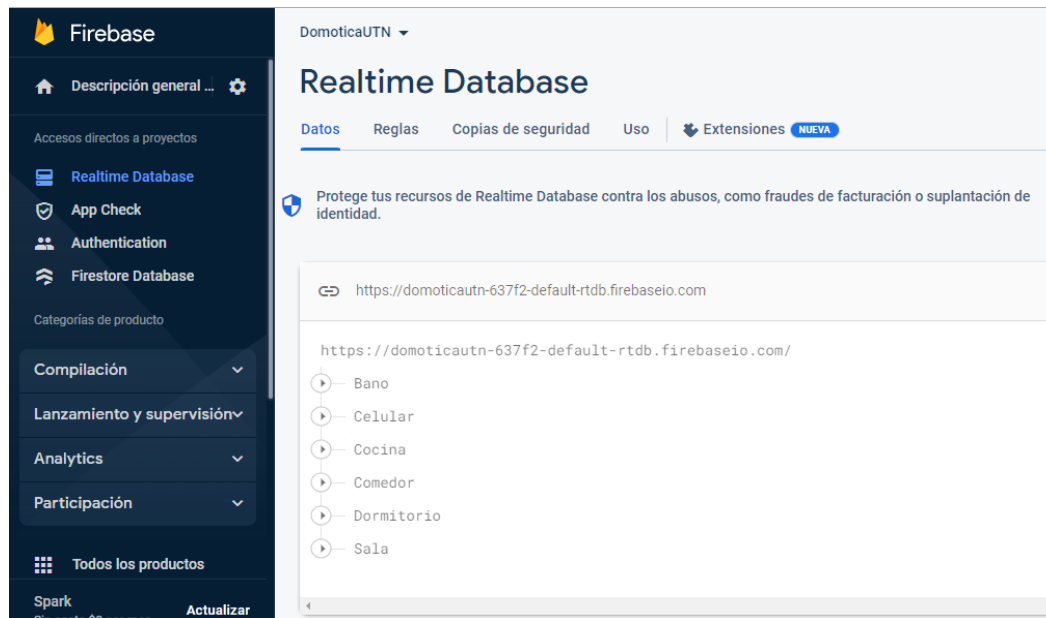 Firebase
Descripción general ...
Accesos directos a proyectos
Realtime Database
App Check
Authentication
Firestore Database
Categorías de producto
Compilación
Lanzamiento y supervisión
Analytics
Participación
Todos los productos
Spark
Actualizar
DomoticaUTN
Realtime Database
Datos Reglas Copias de seguridad Uso Extensiones NUEVA
Protege tus recursos de Realtime Database contra los abusos, como fraudes de facturación o suplantación de
identidad.
https://domoticautn-637f2-default-rtdb.firebaseio.com
https://domoticautn-637f2-default-rtdb.firebaseio.com/
Bano
Celular
Cocina
Comedor
Dormitorio
Sala